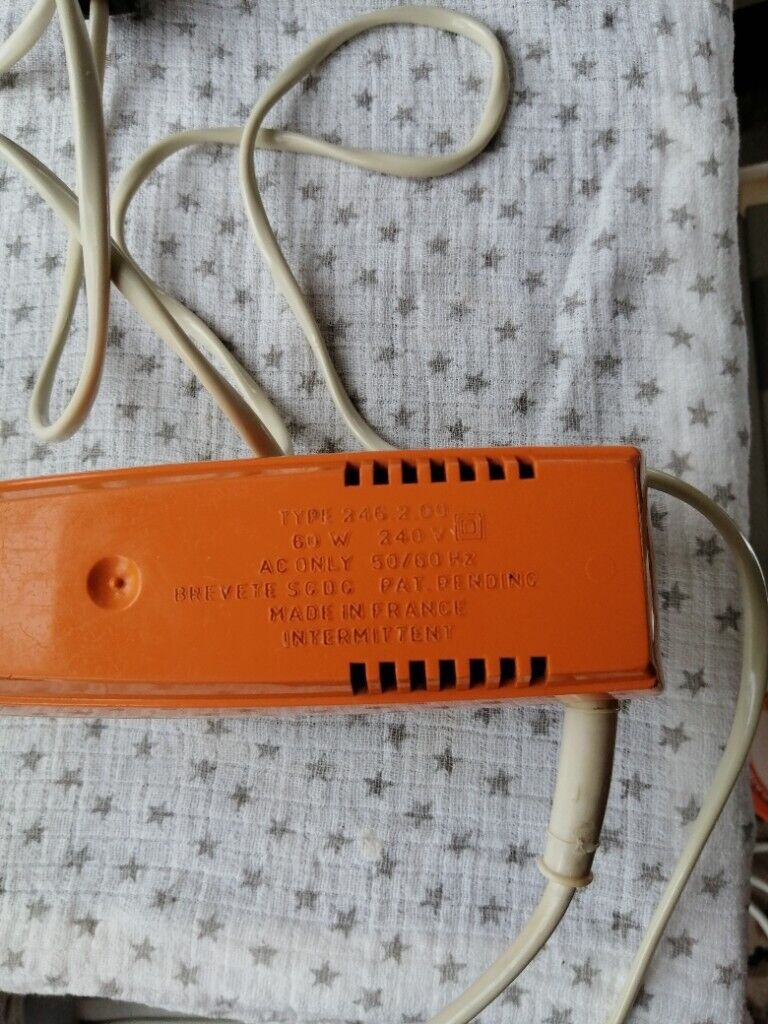 TYPE 246.2.00
60 W 240 V
AC ONLY 50/60 Hz
BREVETE SGDG PAT. PENDING
MADE IN FRANCE
INTERMITTENT